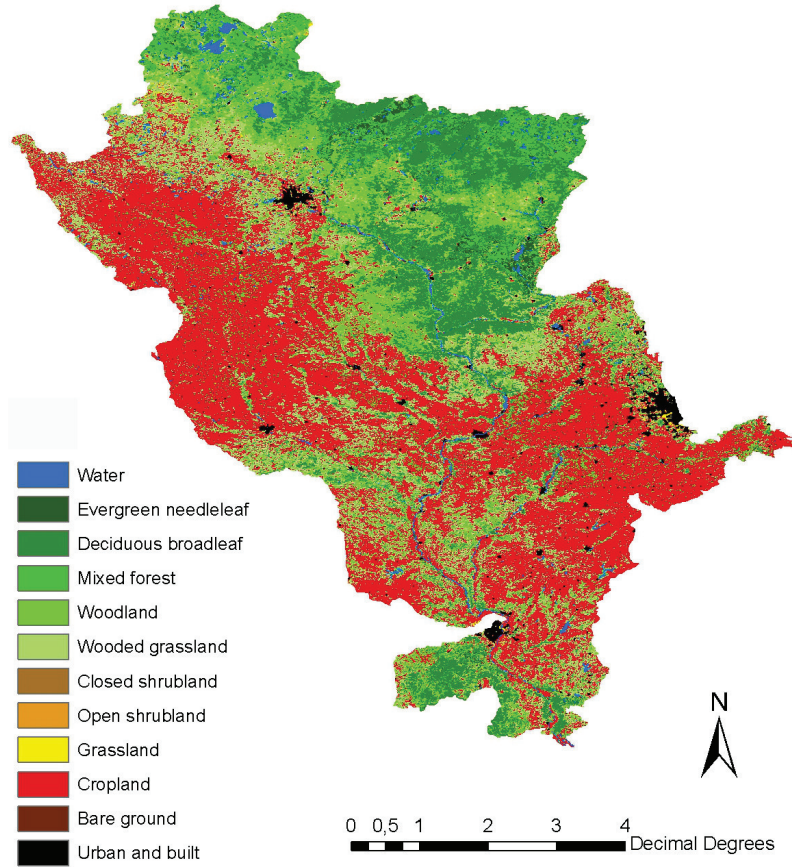 Water
Evergreen needleleaf
Deciduous broadleaf
Mixed forest
Woodland
Wooded grassland
Closed shrubland
Open shrubland
Grassland
Cropland
Bare ground
Urban and built
N
0 0,5 1 2 3 4
Decimal Degrees